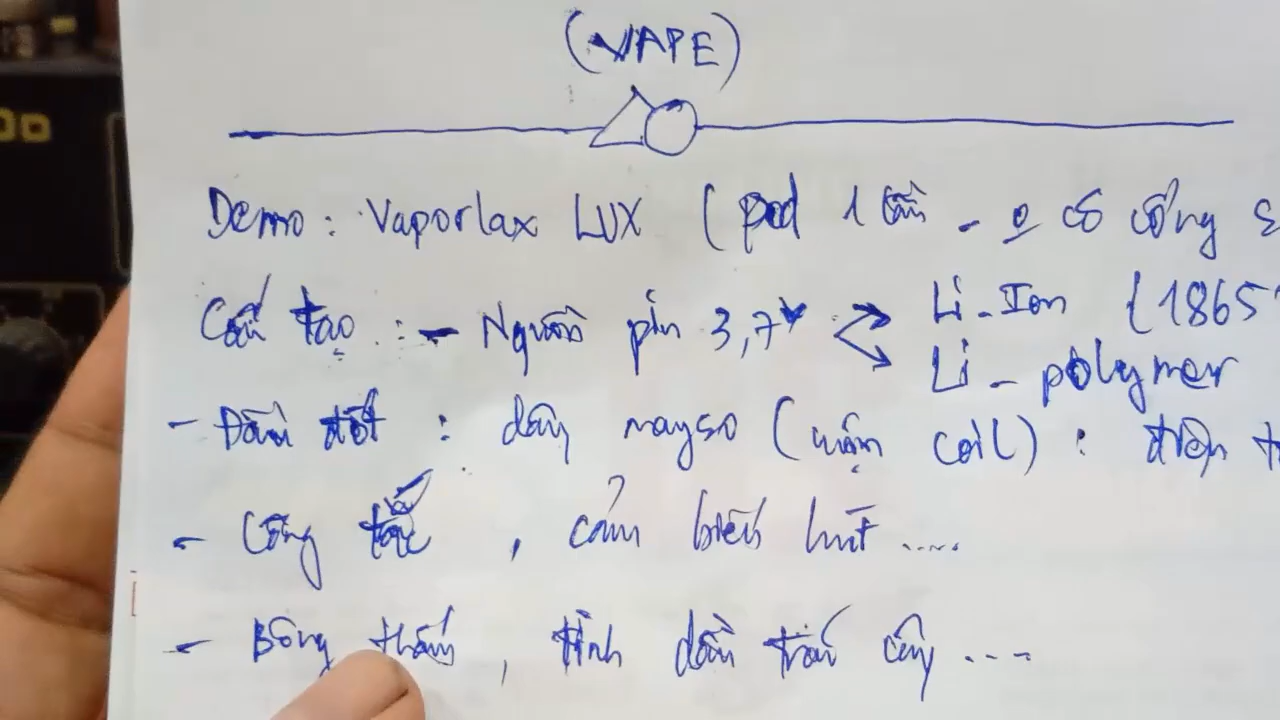 (VAPE)
Demo: Vaporlax LUX (pod 1 lần - o có cổng s
Cấu tạo: - Nguồn pin 3,7V Li-Ion (1865
Li-polymer
- Đầu đốt: dây mayso (cuộn coil): điện t
- Công tắc, cảm biến hút....
- Bông thấm, tinh dầu trái cây ...